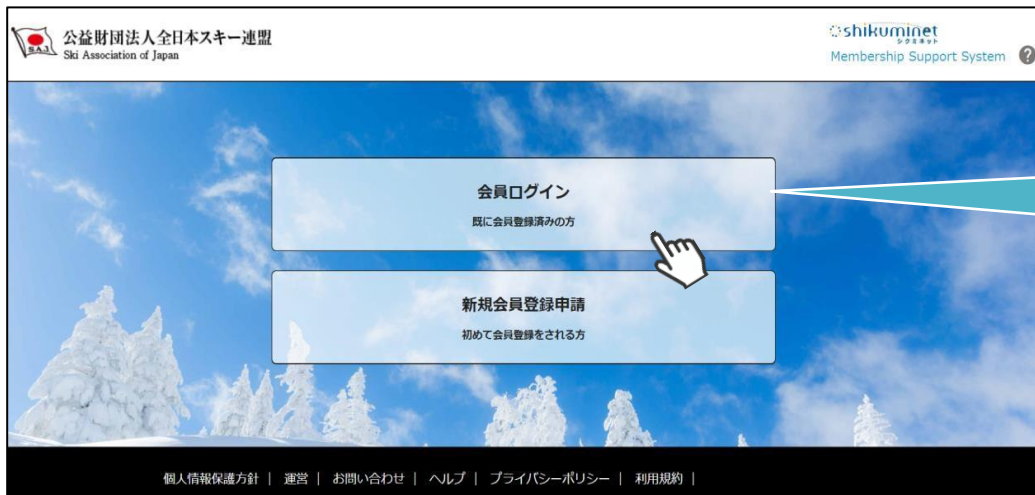 S.A.J.
公益財団法人全日本スキー連盟
Ski Association of Japan
shikuminet
シクミネット
Membership Support System ?
会員ログイン
既に会員登録済みの方
新規会員登録申請
初めて会員登録をされる方
個人情報保護方針 | 運営 | お問い合わせ | ヘルプ | プライバシーポリシー | 利用規約 |